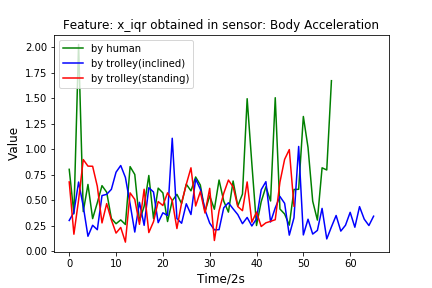 Feature: x_iqr obtained in sensor: Body Acceleration
by human
by trolley(inclined)
by trolley(standing)
2.00
1.75
1.50
1.25
1.00
0.75
0.50
0.25
0.00
Value
0 10 20 30 40 50 60
Time/2s